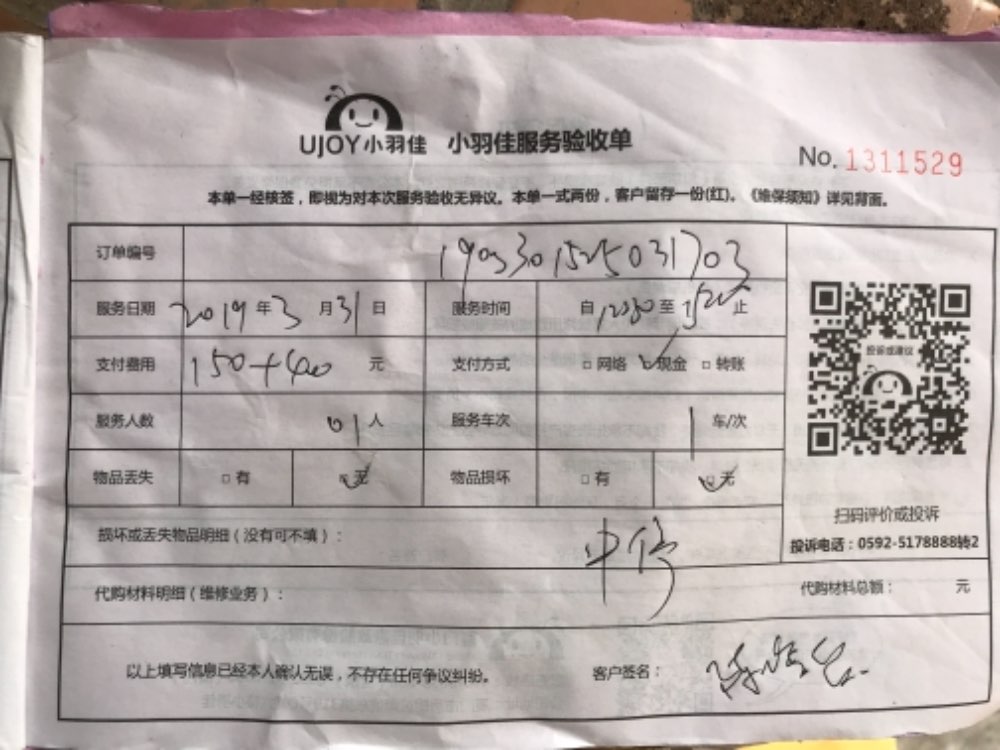 UJOY小羽佳 小羽佳服务验收单
No. 1311529
本单一经核签，即视为对本次服务验收无异议。本单一式两份，客户留存一份(红)。《维保须知》详见背面。
订单编号 1903301525031703
服务日期 2019年3月31日 服务时间 自 至 止
支付费用 150+400 元 支付方式 □网络 □现金 □转账
服务人数 01人 服务车次 1 车/次
物品丢失 □有 □无 物品损坏 □有 □无
投诉或建议
扫码评价或投诉
投诉电话：0592-5178888转2
损坏或丢失物品明细（没有可不填）：
中停
代购材料明细（维修业务）： 代购材料总额： 元
以上填写信息已经本人确认无误，不存在任何争议纠纷。 客户签名：